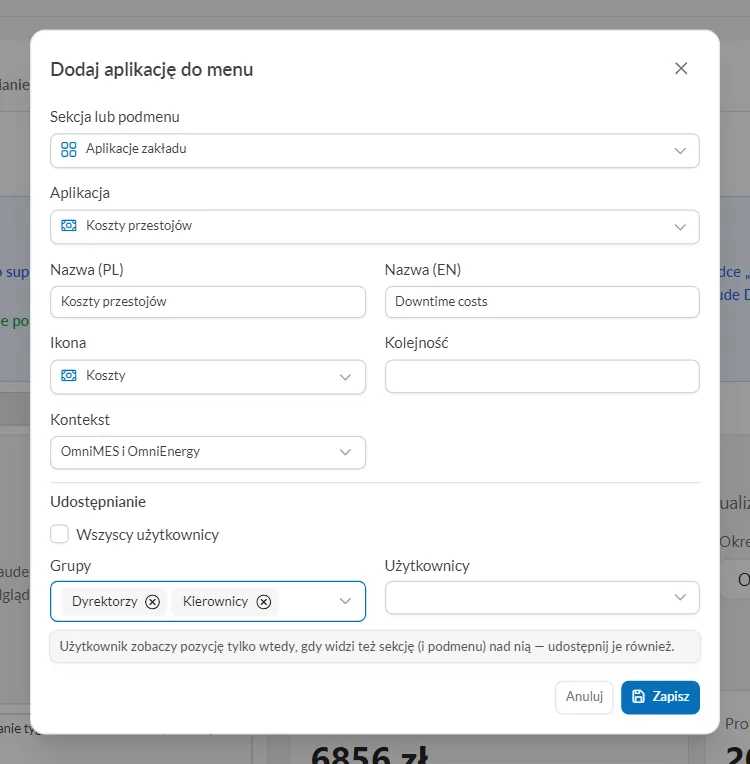 Dodaj aplikację do menu
Sekcja lub podmenu
Aplikacje zakładu
Aplikacja
Koszty przestojów
Nazwa (PL)
Nazwa (EN)
Koszty przestojów
Downtime costs
Ikona
Kolejność
Koszty
Kontekst
OmniMES i OmniEnergy
Udostępnianie
Wszyscy użytkownicy
Grupy
Użytkownicy
Dyrektorzy
Kierownicy
Użytkownik zobaczy pozycję tylko wtedy, gdy widzi też sekcję (i podmenu) nad nią — udostępnij je również.
Anuluj
Zapisz
6856 zł